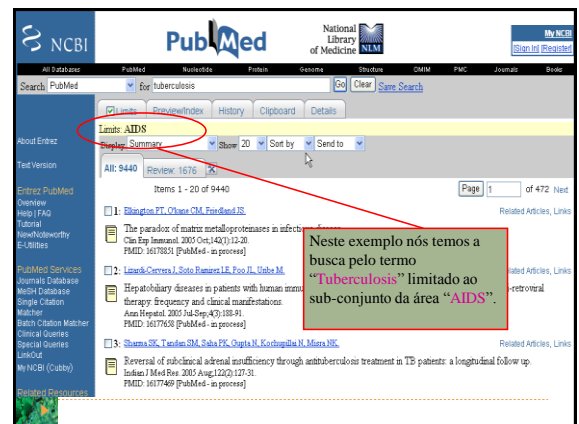 NCBI
PubMed
National
Library
of Medicine NLM
My NCBI
[Sign In] [Register]
All Databases PubMed Nucleotide Protein Genome Structure OMIM PMC Journals Books
Search PubMed for tuberculosis Go Clear Save Search
Limits Preview/Index History Clipboard Details
Limits: AIDS
Display Summary Show 20 Sort by Send to
All: 9440 Review: 1676
Items 1 - 20 of 9440 Page 1 of 472 Next
About Entrez
Text Version
Entrez PubMed
Overview
Help | FAQ
Tutorial
New/Noteworthy
E-Utilities
PubMed Services
Journals Database
MeSH Database
Single Citation
Matcher
Batch Citation Matcher
Clinical Queries
Special Queries
LinkOut
My NCBI (Cubby)
Related Resources
1: Elkington PT, O'kane CM, Friedland JS. Related Articles, Links
The paradox of matrix metalloproteinases in infectious disease.
Clin Exp Immunol. 2005 Oct;142(1):12-20.
PMID: 16178851 [PubMed - in process]
2: Lizardi-Cervera J, Soto Ramirez LE, Poo JL, Uribe M. Related Articles, Links
Hepatobiliary diseases in patients with human immu -retroviral
therapy: frequency and clinical manifestations.
Ann Hepatol. 2005 Jul-Sep;4(3):188-91.
PMID: 16177658 [PubMed - in process]
3: Sharma SK, Tandan SM, Saha PK, Gupta N, Kochupillai N, Misra NK. Related Articles, Links
Reversal of subclinical adrenal insufficiency through antituberculosis treatment in TB patients: a longitudinal follow up.
Indian J Med Res. 2005 Aug;122(2):127-31.
PMID: 16177469 [PubMed - in process]
Neste exemplo nós temos a
busca pelo termo
“Tuberculosis” limitado ao
sub-conjunto da área “AIDS”.